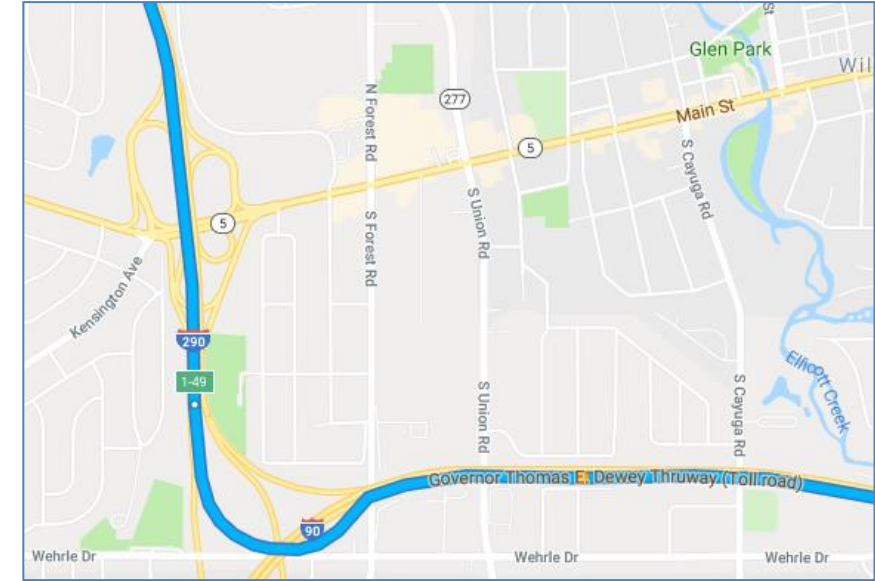 St
Glen Park
Wil
277
N Forest Rd
Main St
5
S Cayuga Rd
S Union Rd
5
S Forest Rd
Kensington Ave
290
1-49
Ellicott Creek
S Union Rd
S Cayuga Rd
Governor Thomas E. Dewey Thruway (Toll road)
90
Wehrle Dr
Wehrle Dr
Wehrle Dr